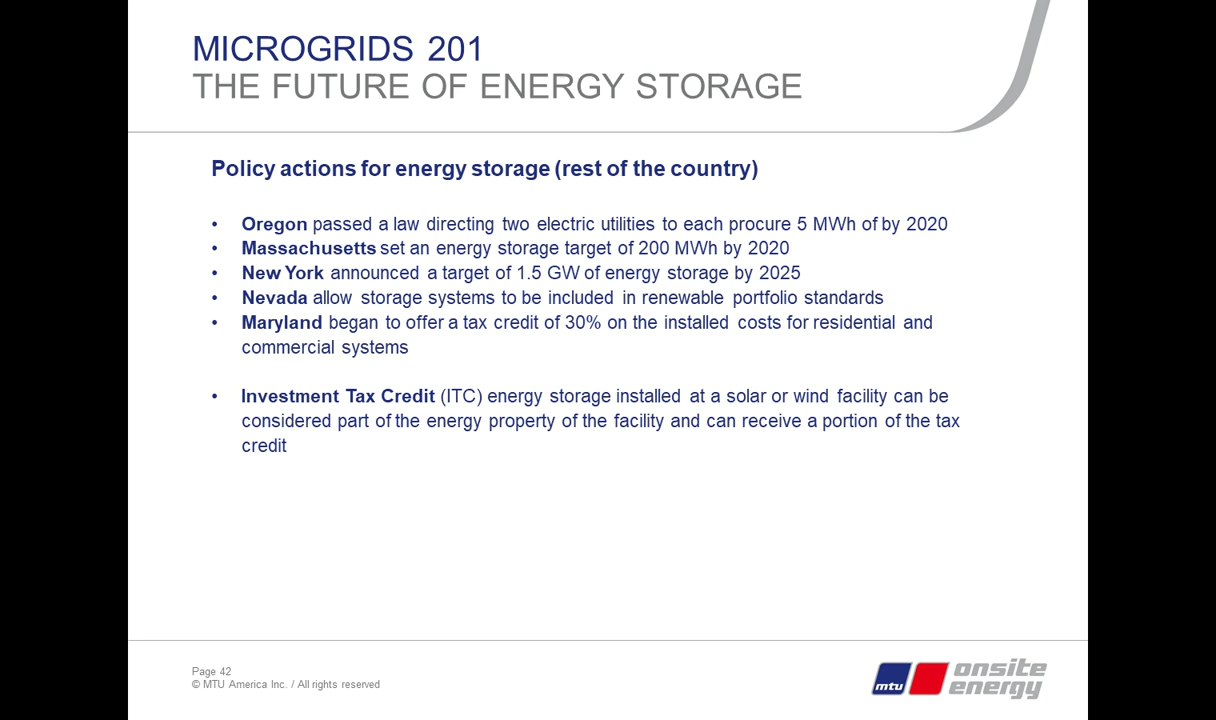 MICROGRIDS 201
THE FUTURE OF ENERGY STORAGE
Policy actions for energy storage (rest of the country)
• Oregon passed a law directing two electric utilities to each procure 5 MWh of by 2020
• Massachusetts set an energy storage target of 200 MWh by 2020
• New York announced a target of 1.5 GW of energy storage by 2025
• Nevada allow storage systems to be included in renewable portfolio standards
• Maryland began to offer a tax credit of 30% on the installed costs for residential and
commercial systems
• Investment Tax Credit (ITC) energy storage installed at a solar or wind facility can be
considered part of the energy property of the facility and can receive a portion of the tax
credit
Page 42
© MTU America Inc. / All rights reserved
mtu
onsite
energy